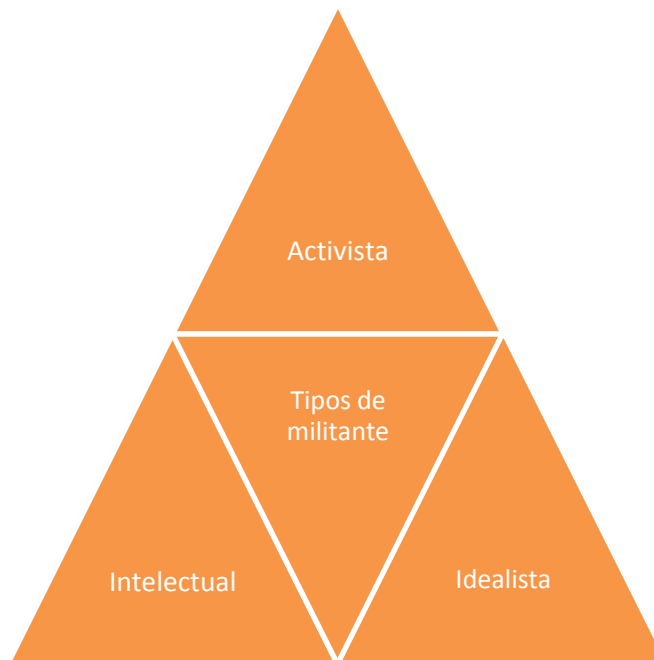 Activista
Tipos de
militante
Intelectual
Idealista